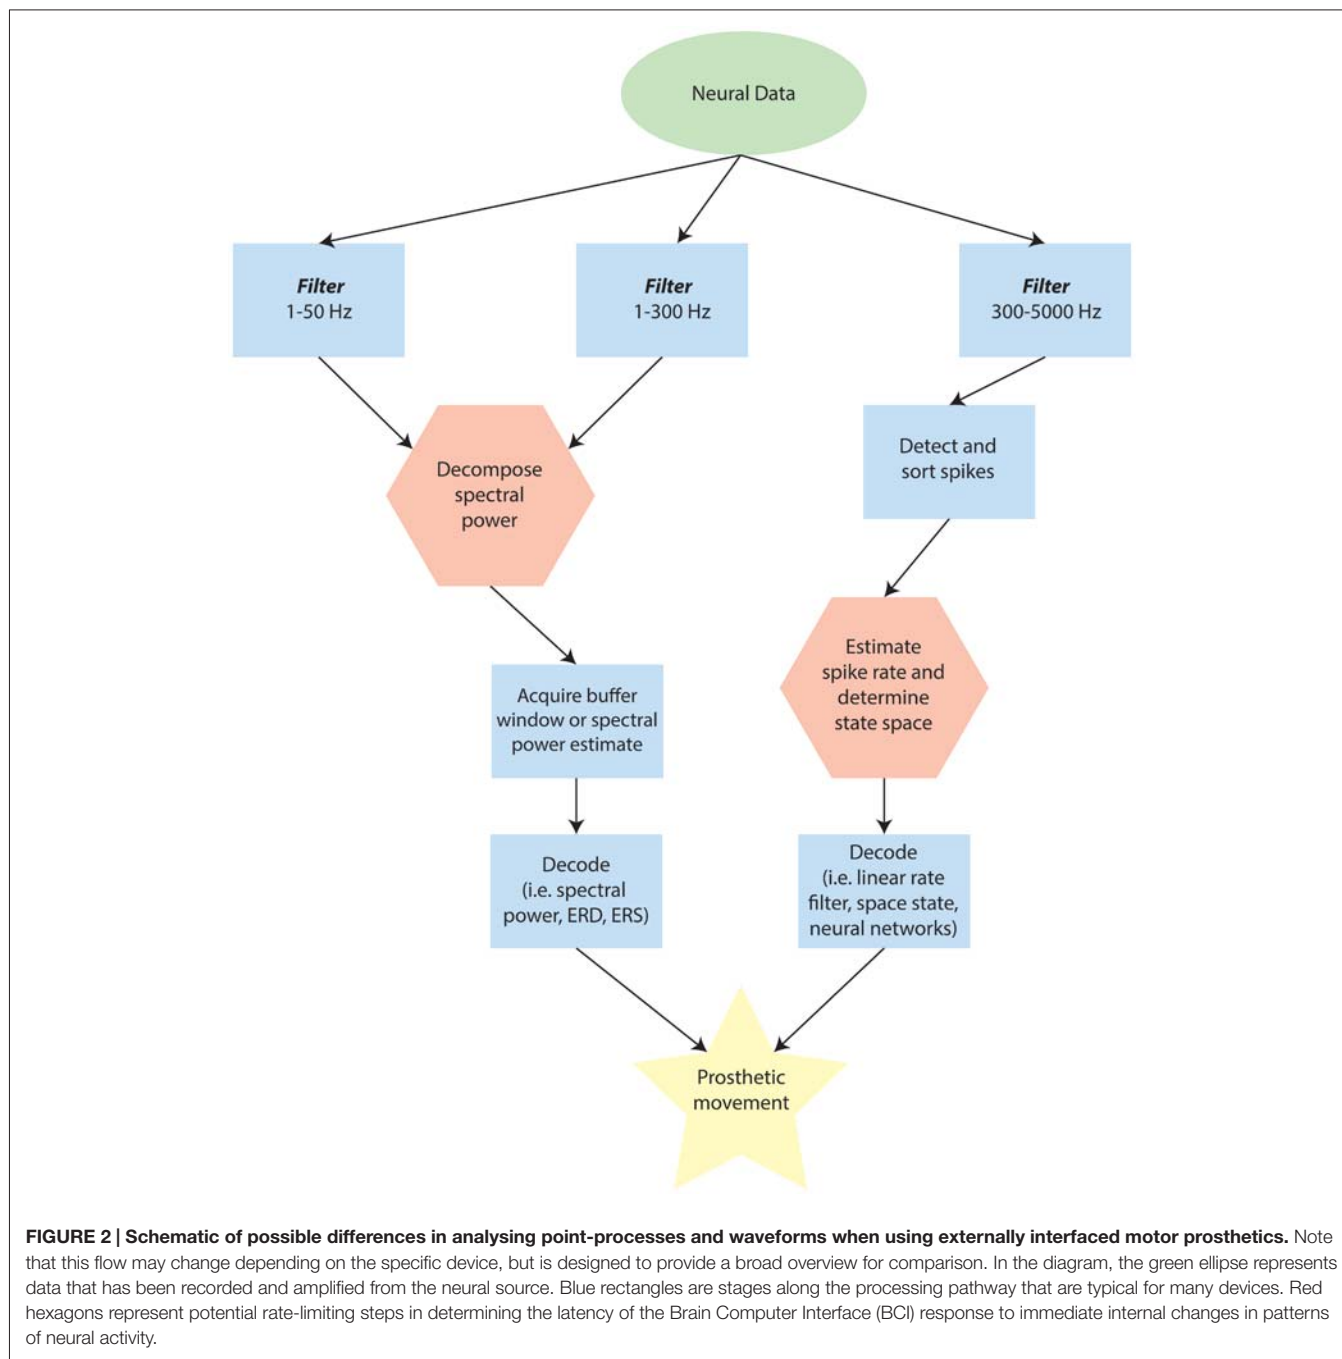 Neural Data
Filter
1-50 Hz
Filter
1-300 Hz
Filter
300-5000 Hz
Decompose
spectral
power
Detect and
sort spikes
Estimate
spike rate and
determine
state space
Acquire buffer
window or spectral
power estimate
Decode
(i.e. spectral
power, ERD, ERS)
Decode
(i.e. linear rate
filter, space state,
neural networks)
Prosthetic
movement
FIGURE 2 | Schematic of possible differences in analysing point-processes and waveforms when using externally interfaced motor prosthetics. Note
that this flow may change depending on the specific device, but is designed to provide a broad overview for comparison. In the diagram, the green ellipse represents
data that has been recorded and amplified from the neural source. Blue rectangles are stages along the processing pathway that are typical for many devices. Red
hexagons represent potential rate-limiting steps in determining the latency of the Brain Computer Interface (BCI) response to immediate internal changes in patterns
of neural activity.